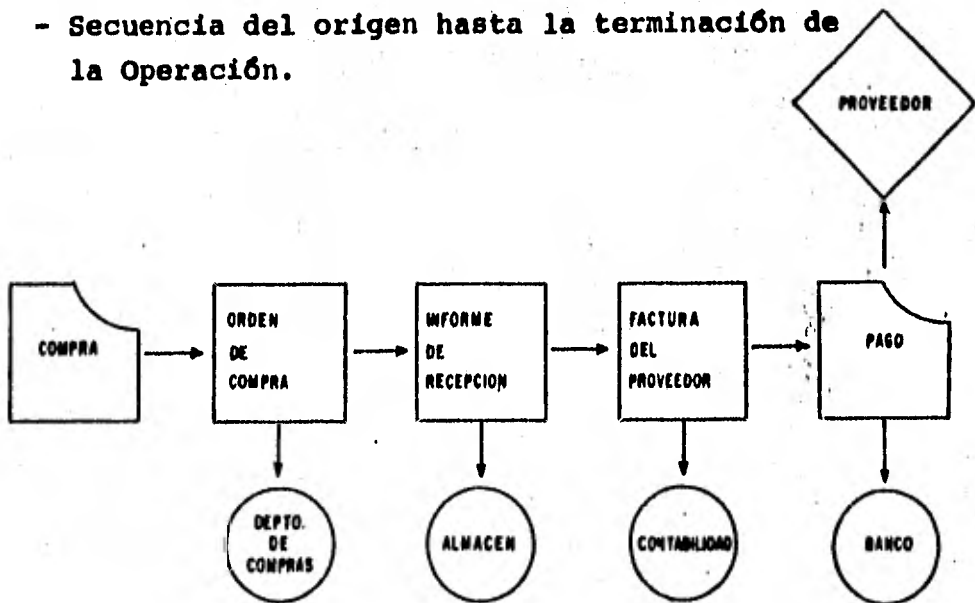 - Secuencia del origen hasta la terminación de
la Operación.
PROVEEDOR
COMPRA
ORDEN
DE
COMPRA
INFORME
DE
RECEPCION
FACTURA
DEL
PROVEEDOR
PAGO
DEPTO.
DE
COMPRAS
ALMACEN
CONTABILIDAD
BANCO